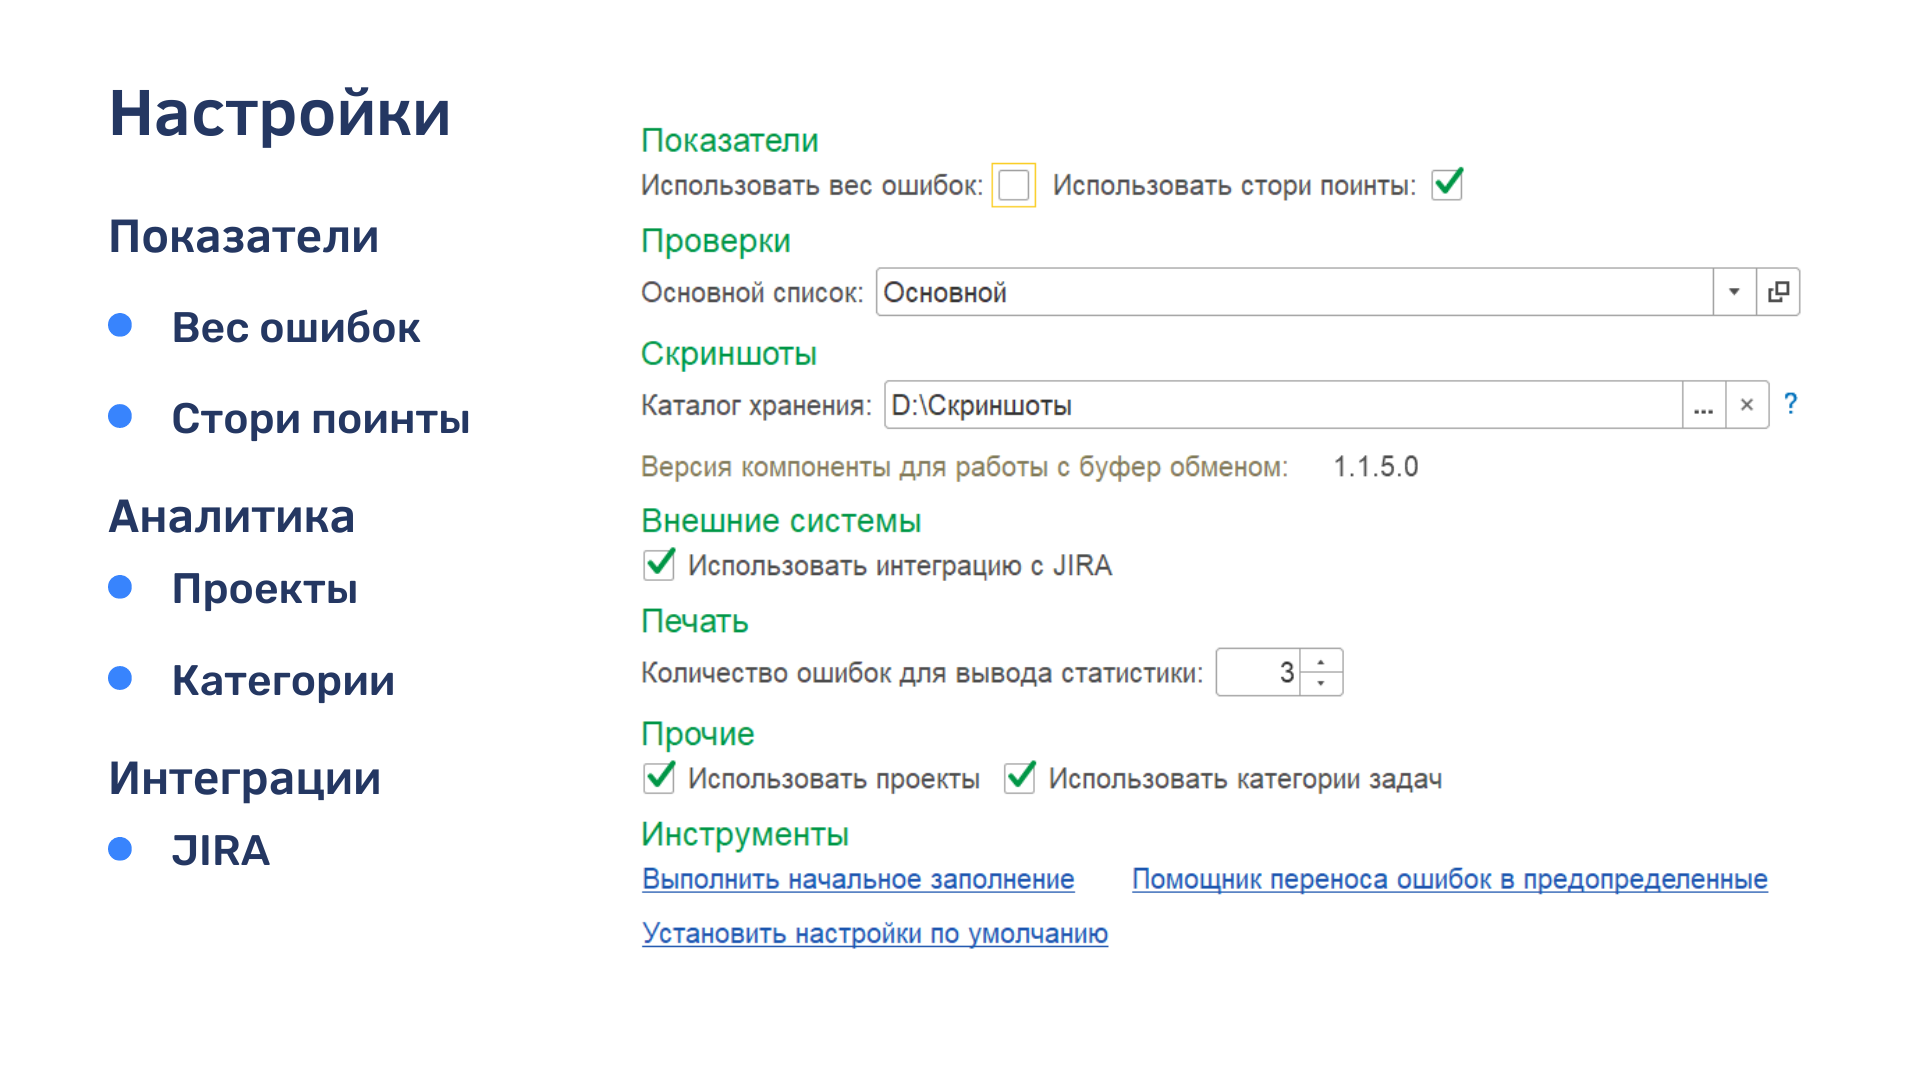 Настройки
Показатели
Вес ошибок
Стори поинты
Аналитика
Проекты
Категории
Интеграции
JIRA
Показатели
Использовать вес ошибок: Использовать стори поинты:
Проверки
Основной список: Основной
Скриншоты
Каталог хранения: D:\Скриншоты ... × ?
Версия компоненты для работы с буфер обменом: 1.1.5.0
Внешние системы
Использовать интеграцию с JIRA
Печать
Количество ошибок для вывода статистики: 3
Прочие
Использовать проекты Использовать категории задач
Инструменты
Выполнить начальное заполнение Помощник переноса ошибок в предопределенные
Установить настройки по умолчанию